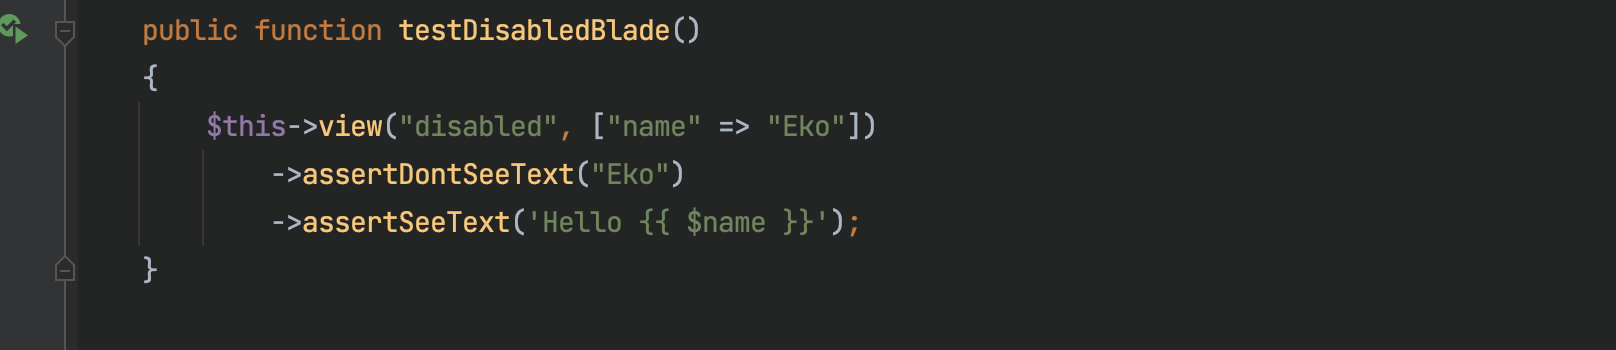 public function testDisabledBlade()
{
$this->view("disabled", ["name" => "Eko"])
->assertDontSeeText("Eko")
->assertSeeText('Hello {{ $name }}');
}